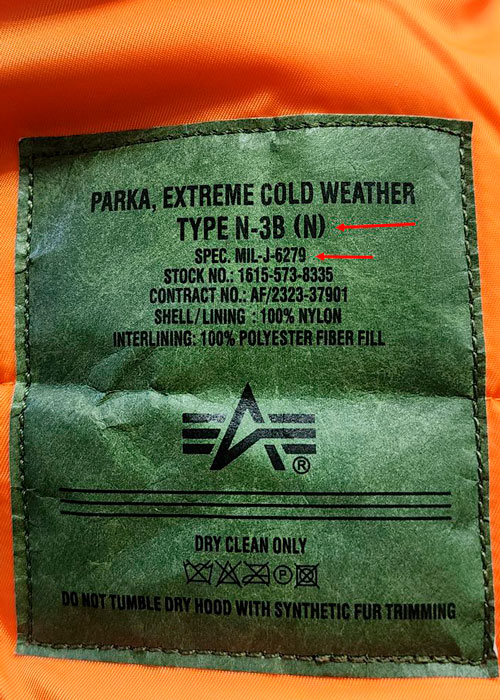 PARKA, EXTREME COLD WEATHER
TYPE N-3B (N)
SPEC. MIL-J-6279
STOCK NO.: 1615-573-8335
CONTRACT NO.: AF/2323-37901
SHELL/LINING : 100% NYLON
INTERLINING: 100% POLYESTER FIBER FILL
®
DRY CLEAN ONLY
P
DO NOT TUMBLE DRY HOOD WITH SYNTHETIC FUR TRIMMING